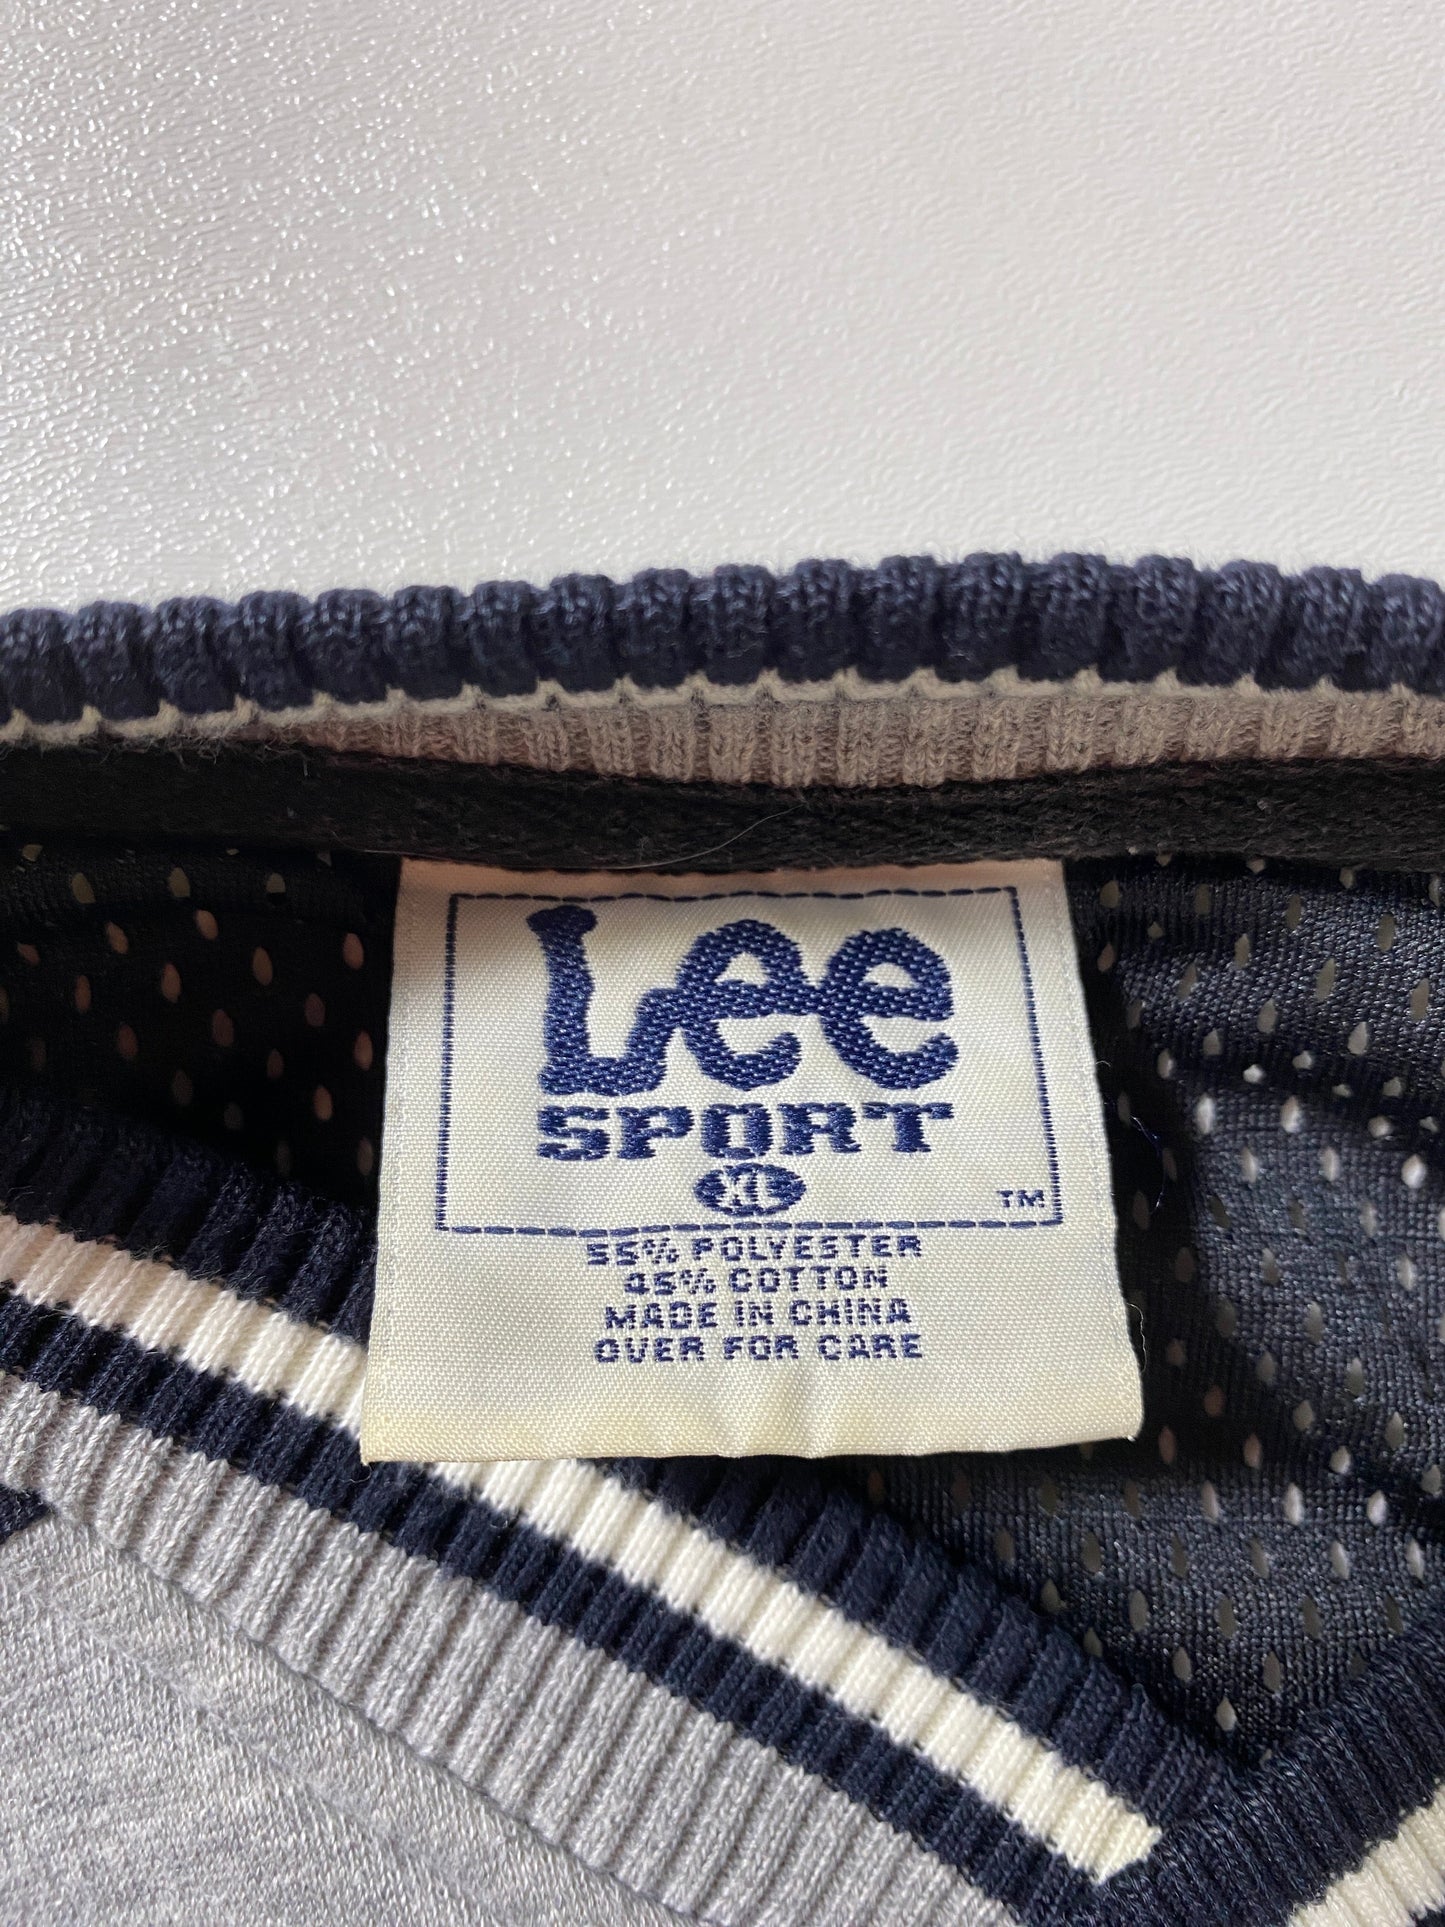 Lee
SPORT
XL
TM
55% POLYESTER
45% COTTON
MADE IN CHINA
OVER FOR CARE